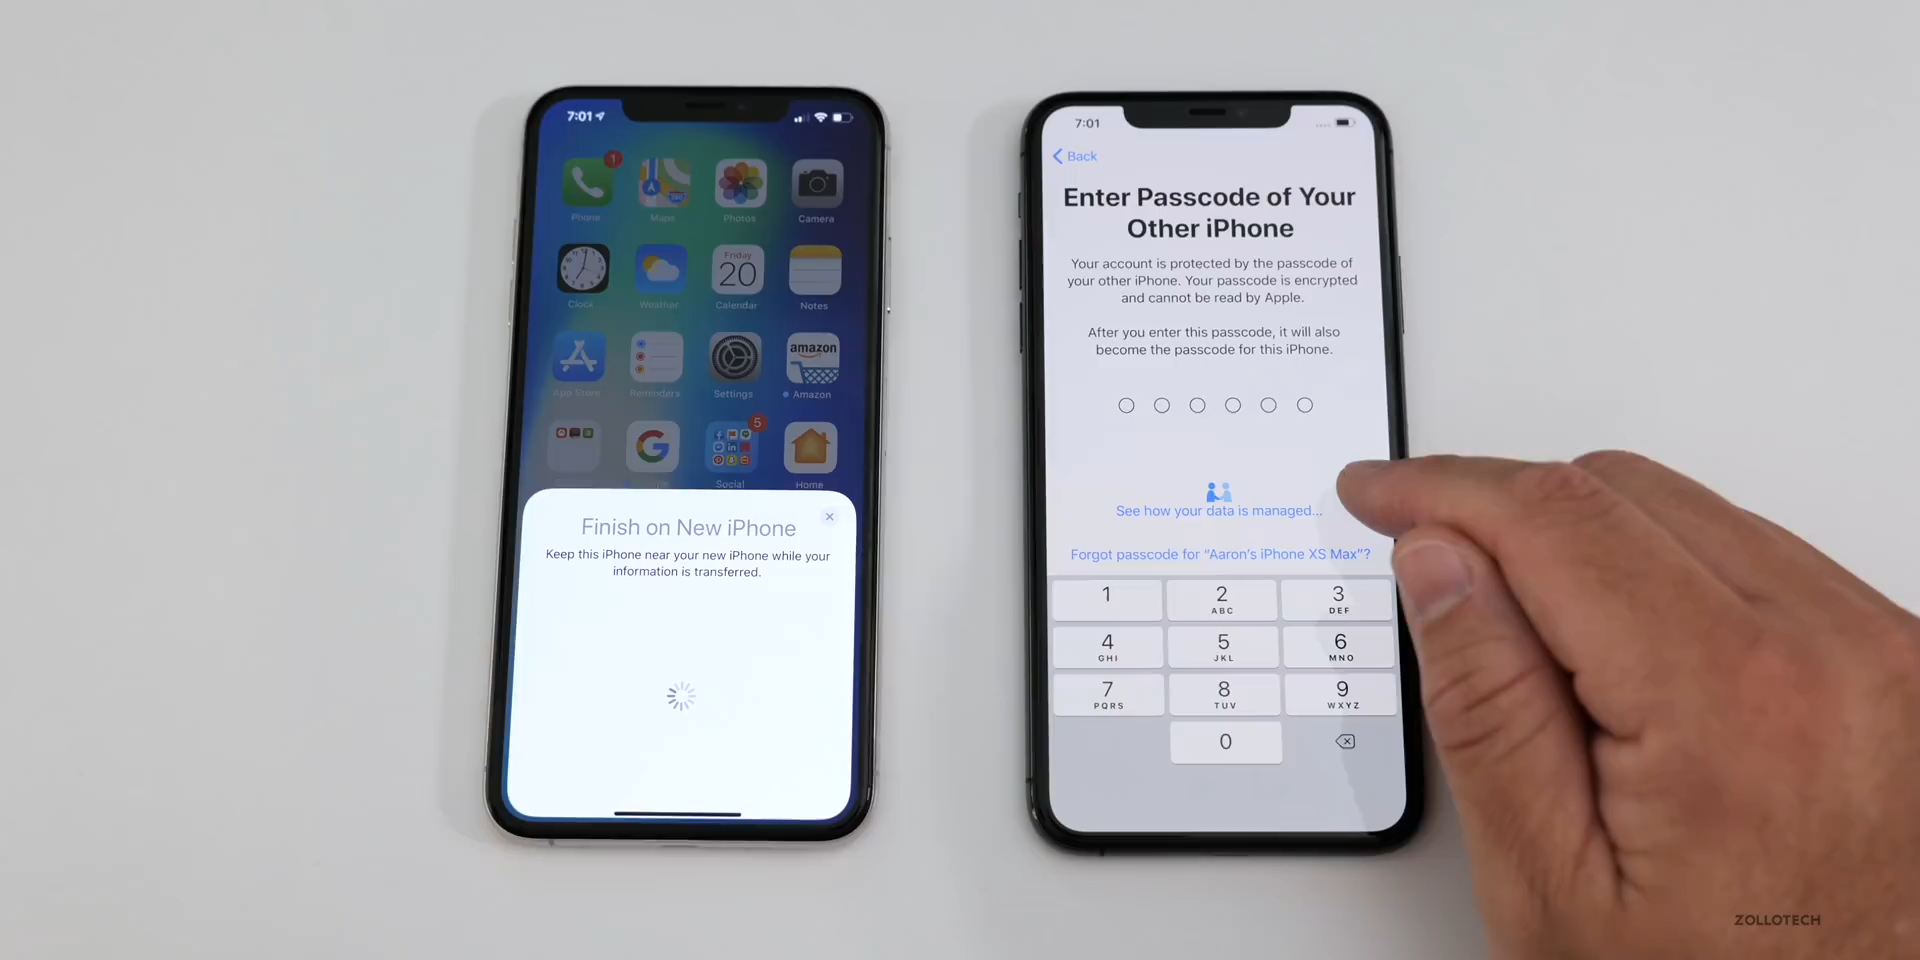 7:01
1
Phone
Maps
Photos
Camera
Friday
20
Clock
Weather
Calendar
Notes
amazon
App Store
Reminders
Settings
Amazon
5
Social
Home
Finish on New iPhone
Keep this iPhone near your new iPhone while your
information is transferred.
7:01
Back
Enter Passcode of Your
Other iPhone
Your account is protected by the passcode of
your other iPhone. Your passcode is encrypted
and cannot be read by Apple.
After you enter this passcode, it will also
become the passcode for this iPhone.
See how your data is managed...
Forgot passcode for “Aaron's iPhone XS Max”?
1 2 3
ABC DEF
4 5 6
GHI JKL MNO
7 8 9
PQRS TUV WXYZ
0
ZOLLOTECH